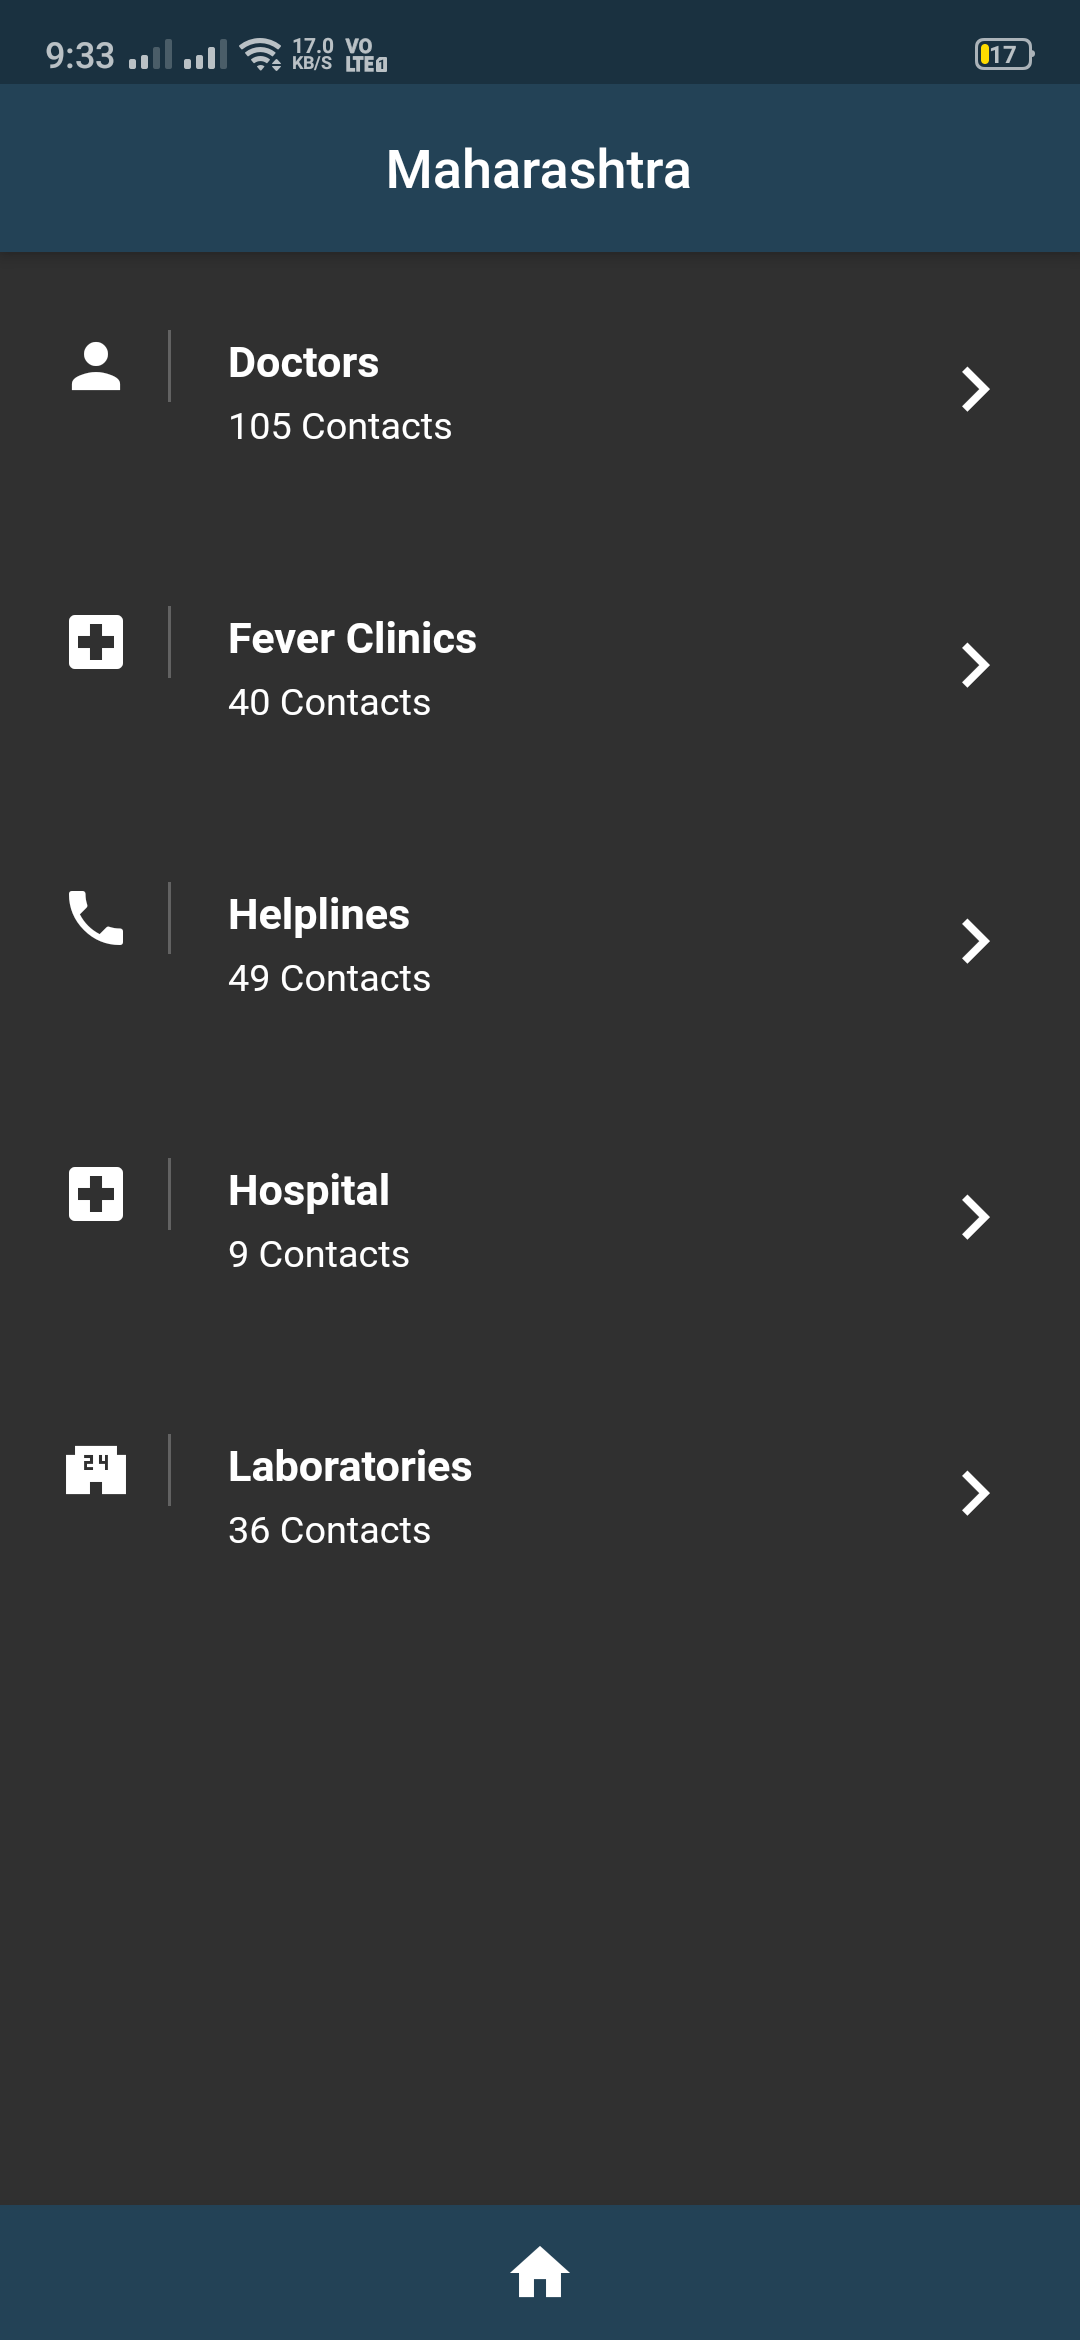 9:33 17.0 KB/S VO LTE 1 17
Maharashtra
Doctors
105 Contacts
Fever Clinics
40 Contacts
Helplines
49 Contacts
Hospital
9 Contacts
24
Laboratories
36 Contacts